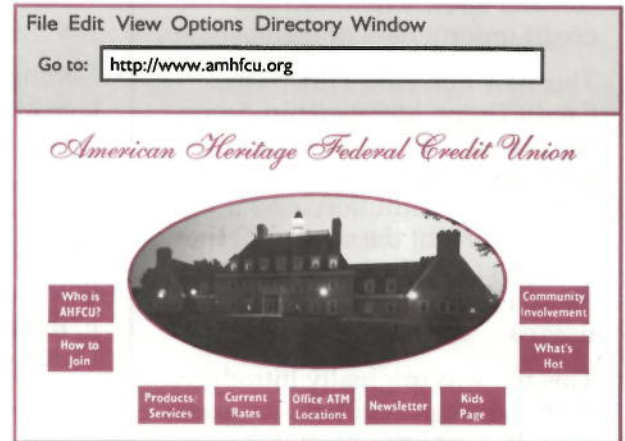 File Edit View Options Directory Window
Go to: http://www.amhfcu.org
American Heritage Federal Credit Union
Who is
AHFCU?
How to
Join
Community
Involvement
What's
Hot
Products/
Services
Current
Rates
Office/ATM
Locations
Newsletter
Kids
Page